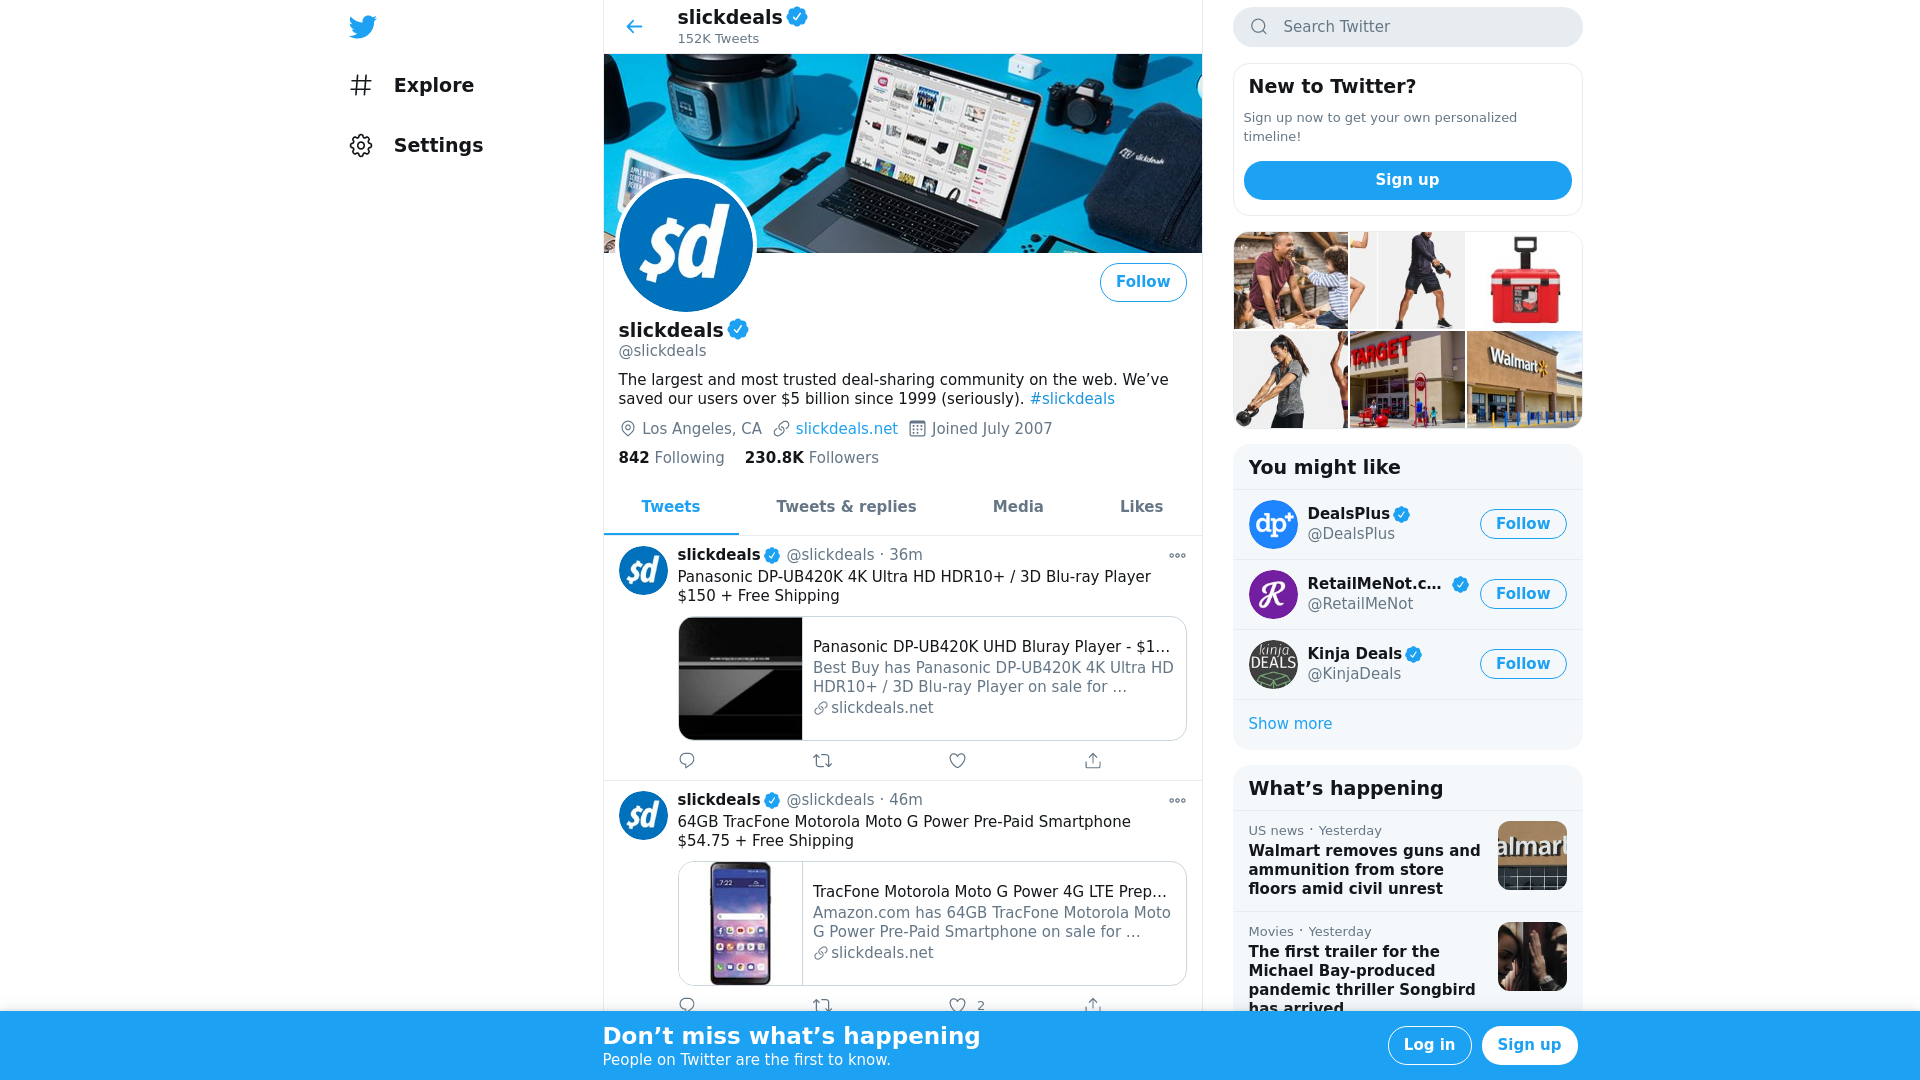 Explore
Settings
slickdeals
152K Tweets
slickdeals
$d
Follow
slickdeals
@slickdeals
The largest and most trusted deal-sharing community on the web. We’ve
saved our users over $5 billion since 1999 (seriously). #slickdeals
Los Angeles, CA slickdeals.net Joined July 2007
842 Following 230.8K Followers
Tweets Tweets & replies Media Likes
$d
slickdeals @slickdeals · 36m
Panasonic DP-UB420K 4K Ultra HD HDR10+ / 3D Blu-ray Player
$150 + Free Shipping
Panasonic DP-UB420K UHD Bluray Player - $1…
Best Buy has Panasonic DP-UB420K 4K Ultra HD
HDR10+ / 3D Blu-ray Player on sale for …
slickdeals.net
$d
slickdeals @slickdeals · 46m
64GB TracFone Motorola Moto G Power Pre-Paid Smartphone
$54.75 + Free Shipping
7:22
TracFone Motorola Moto G Power 4G LTE Prep…
Amazon.com has 64GB TracFone Motorola Moto
G Power Pre-Paid Smartphone on sale for …
slickdeals.net
2
Search Twitter
New to Twitter?
Sign up now to get your own personalized
timeline!
Sign up
TARGET
Walmart
You might like
dp+
DealsPlus
@DealsPlus
Follow
R
RetailMeNot.c…
@RetailMeNot
Follow
kinja
DEALS
Kinja Deals
@KinjaDeals
Follow
Show more
What’s happening
US news · Yesterday
Walmart removes guns and
ammunition from store
floors amid civil unrest
almart
Movies · Yesterday
The first trailer for the
Michael Bay-produced
pandemic thriller Songbird
has arrived
Don’t miss what’s happening
People on Twitter are the first to know.
Log in
Sign up